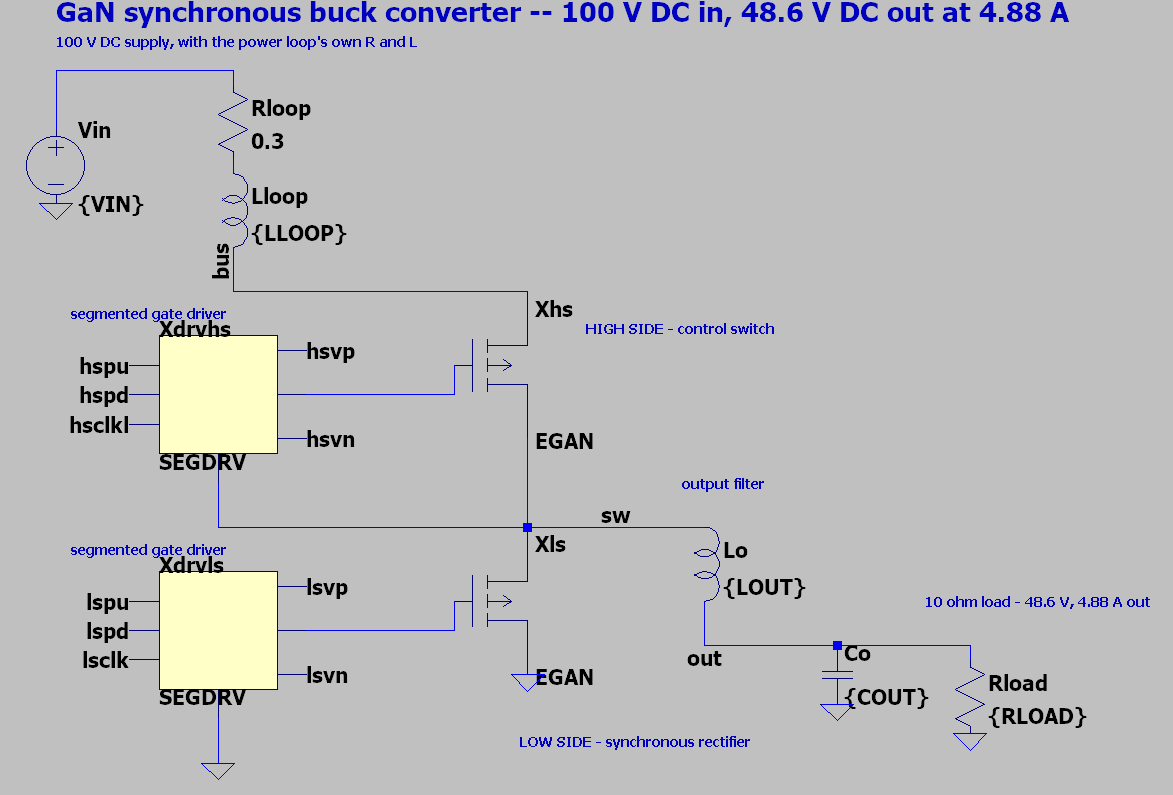 GaN synchronous buck converter -- 100 V DC in, 48.6 V DC out at 4.88 A
100 V DC supply, with the power loop's own R and L
Rloop
0.3
Vin
{VIN}
Lloop
{LLOOP}
bus
segmented gate driver
Xdrvhs
hspu
hspd
hsclkl
hsvp
hsvn
SEGDRV
Xhs
HIGH SIDE - control switch
EGAN
output filter
sw
segmented gate driver
Xdrvls
lspu
lspd
lsclk
lsvp
lsvn
SEGDRV
Xls
EGAN
LOW SIDE - synchronous rectifier
Lo
{LOUT}
out
10 ohm load - 48.6 V, 4.88 A out
Co
{COUT}
Rload
{RLOAD}